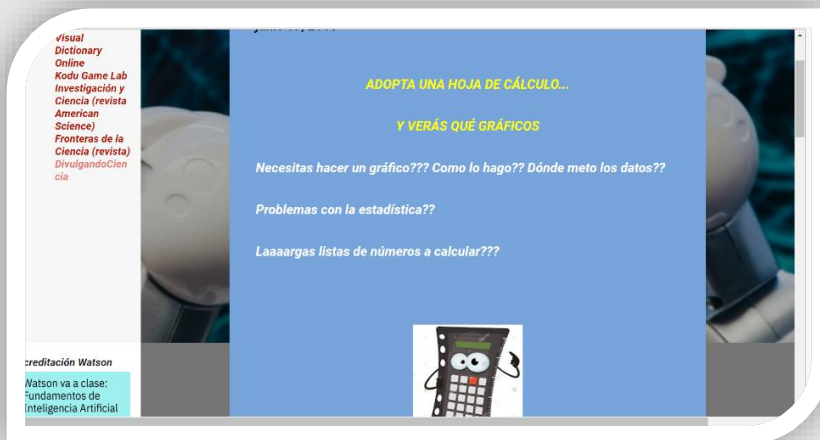 Visual
Dictionary
Online
Kodu Game Lab
Investigación y
Ciencia (revista
American
Science)
Fronteras de la
Ciencia (revista)
DivulgandoCien
cia
creditación Watson
Watson va a clase:
Fundamentos de
Inteligencia Artificial
ADOPTA UNA HOJA DE CÁLCULO...
Y VERÁS QUÉ GRÁFICOS
Necesitas hacer un gráfico??? Como lo hago?? Dónde meto los datos??
Problemas con la estadística??
Laaaargas listas de números a calcular???